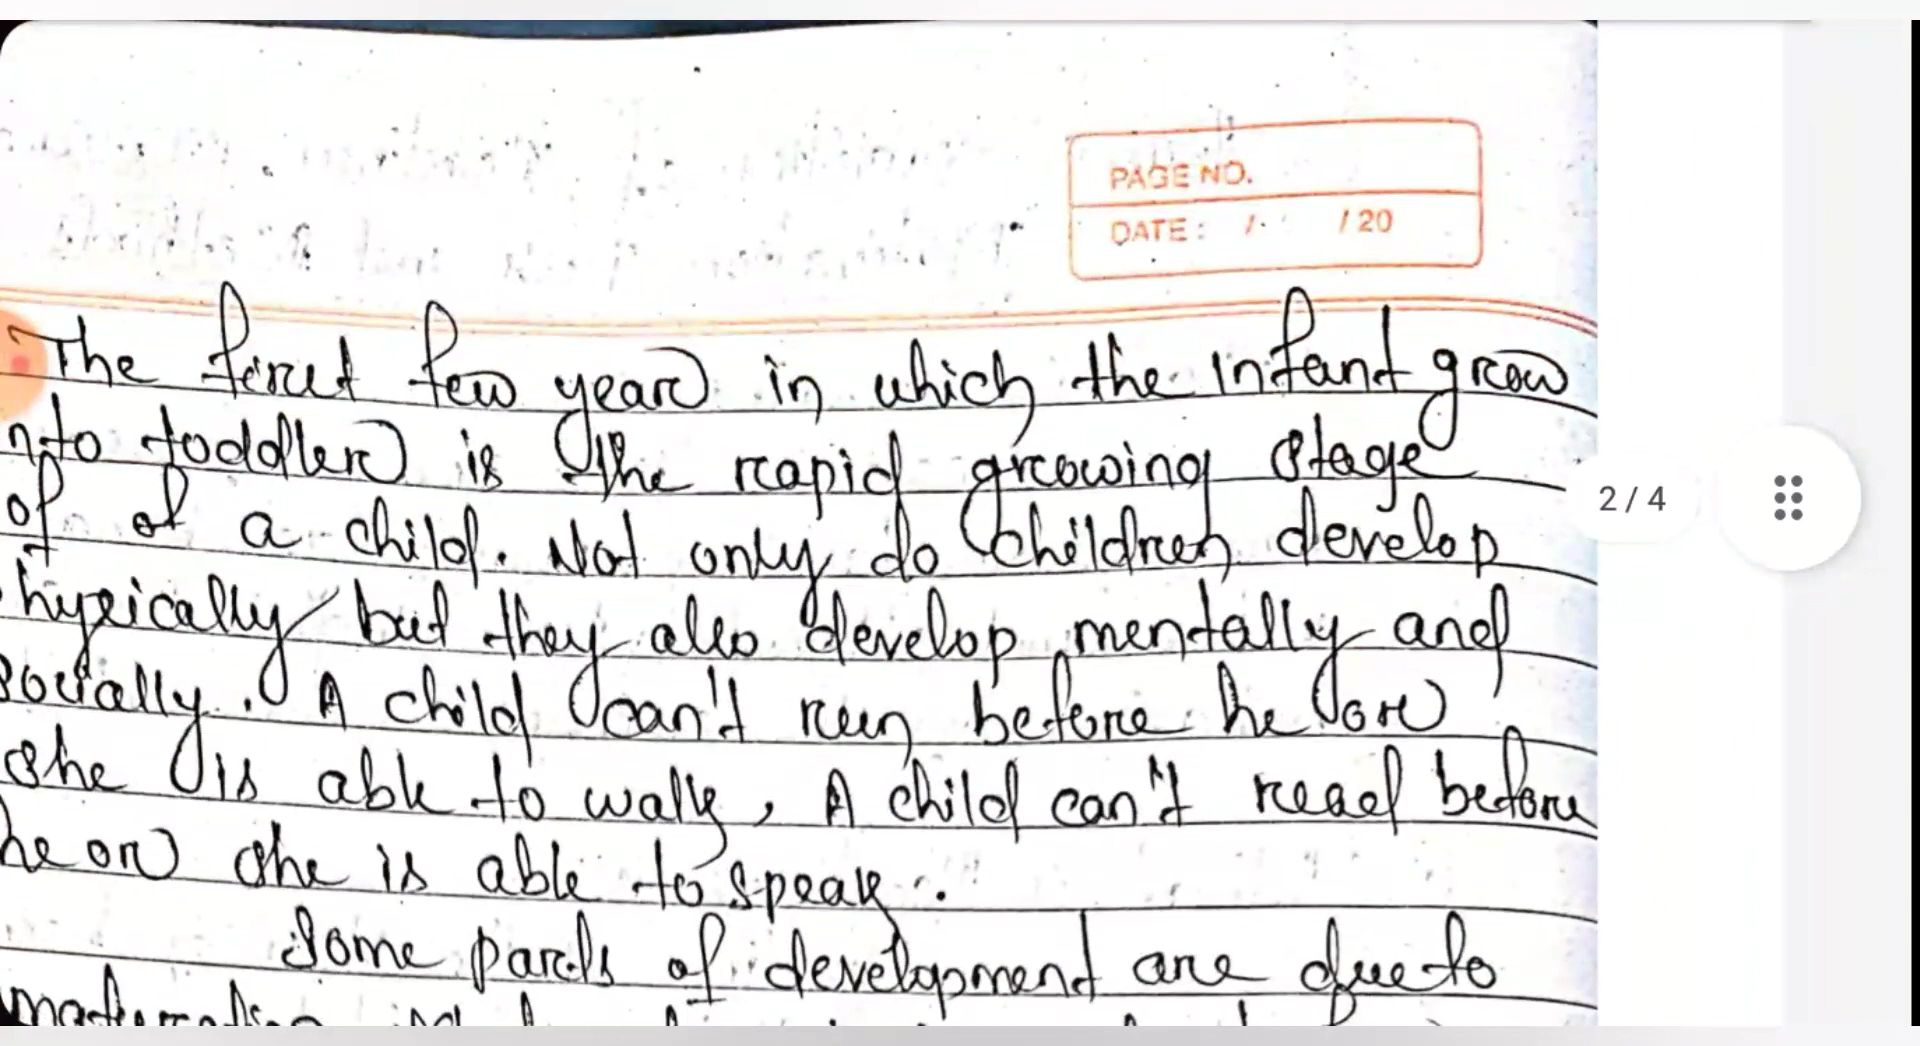 PAGE NO.
DATE: / /20
The first few year in which the infant grow
nto toddler is the rapid growing stage
of of a child. Not only do children develop
hysically but they also develop mentally and
socially. A child can't run before he or
she is able to walk, A child can't read before
he or she is able to speak.
Some parts of development are due to
2/4